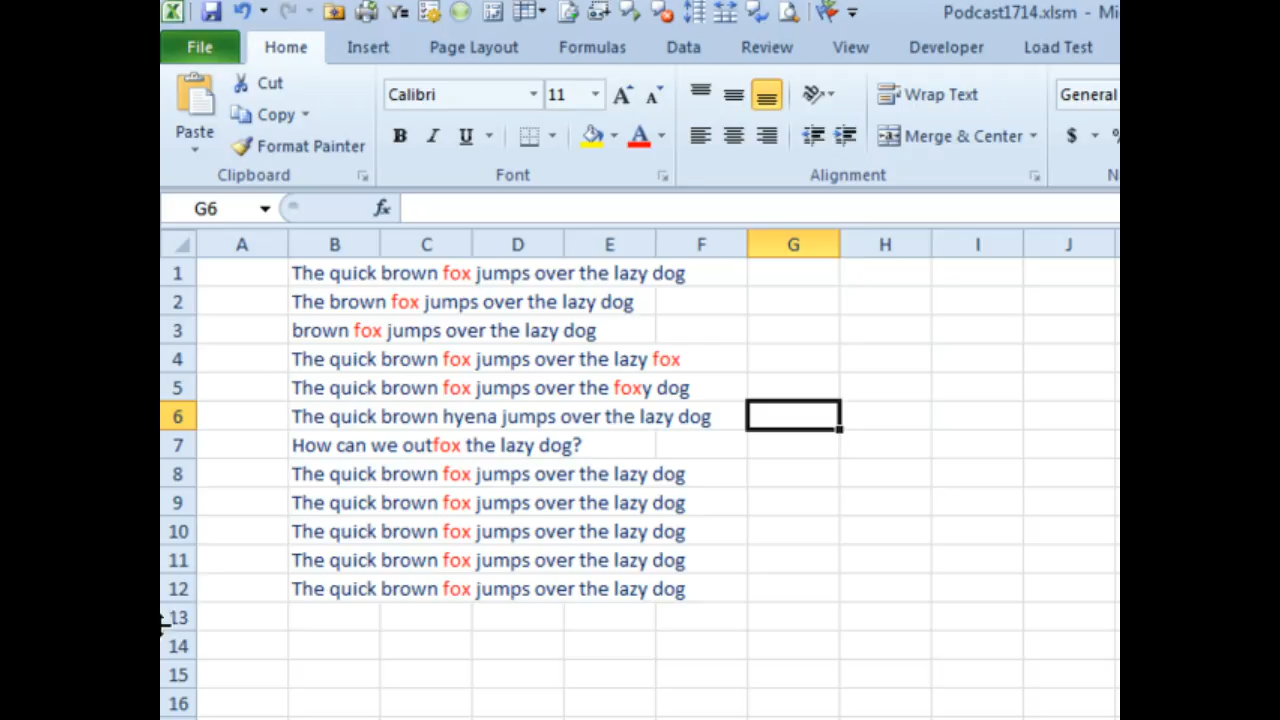 Podcast1714.xlsm - Mi
File Home Insert Page Layout Formulas Data Review View Developer Load Test
Cut
Copy
Format Painter
Paste
Calibri 11 A A
B I U A
Wrap Text
Merge & Center
General
$ %
Clipboard Font Alignment N
G6 fx
A B C D E F G H I J
1 The quick brown fox jumps over the lazy dog
2 The brown fox jumps over the lazy dog
3 brown fox jumps over the lazy dog
4 The quick brown fox jumps over the lazy fox
5 The quick brown fox jumps over the foxy dog
6 The quick brown hyena jumps over the lazy dog
7 How can we outfox the lazy dog?
8 The quick brown fox jumps over the lazy dog
9 The quick brown fox jumps over the lazy dog
10 The quick brown fox jumps over the lazy dog
11 The quick brown fox jumps over the lazy dog
12 The quick brown fox jumps over the lazy dog
13
14
15
16